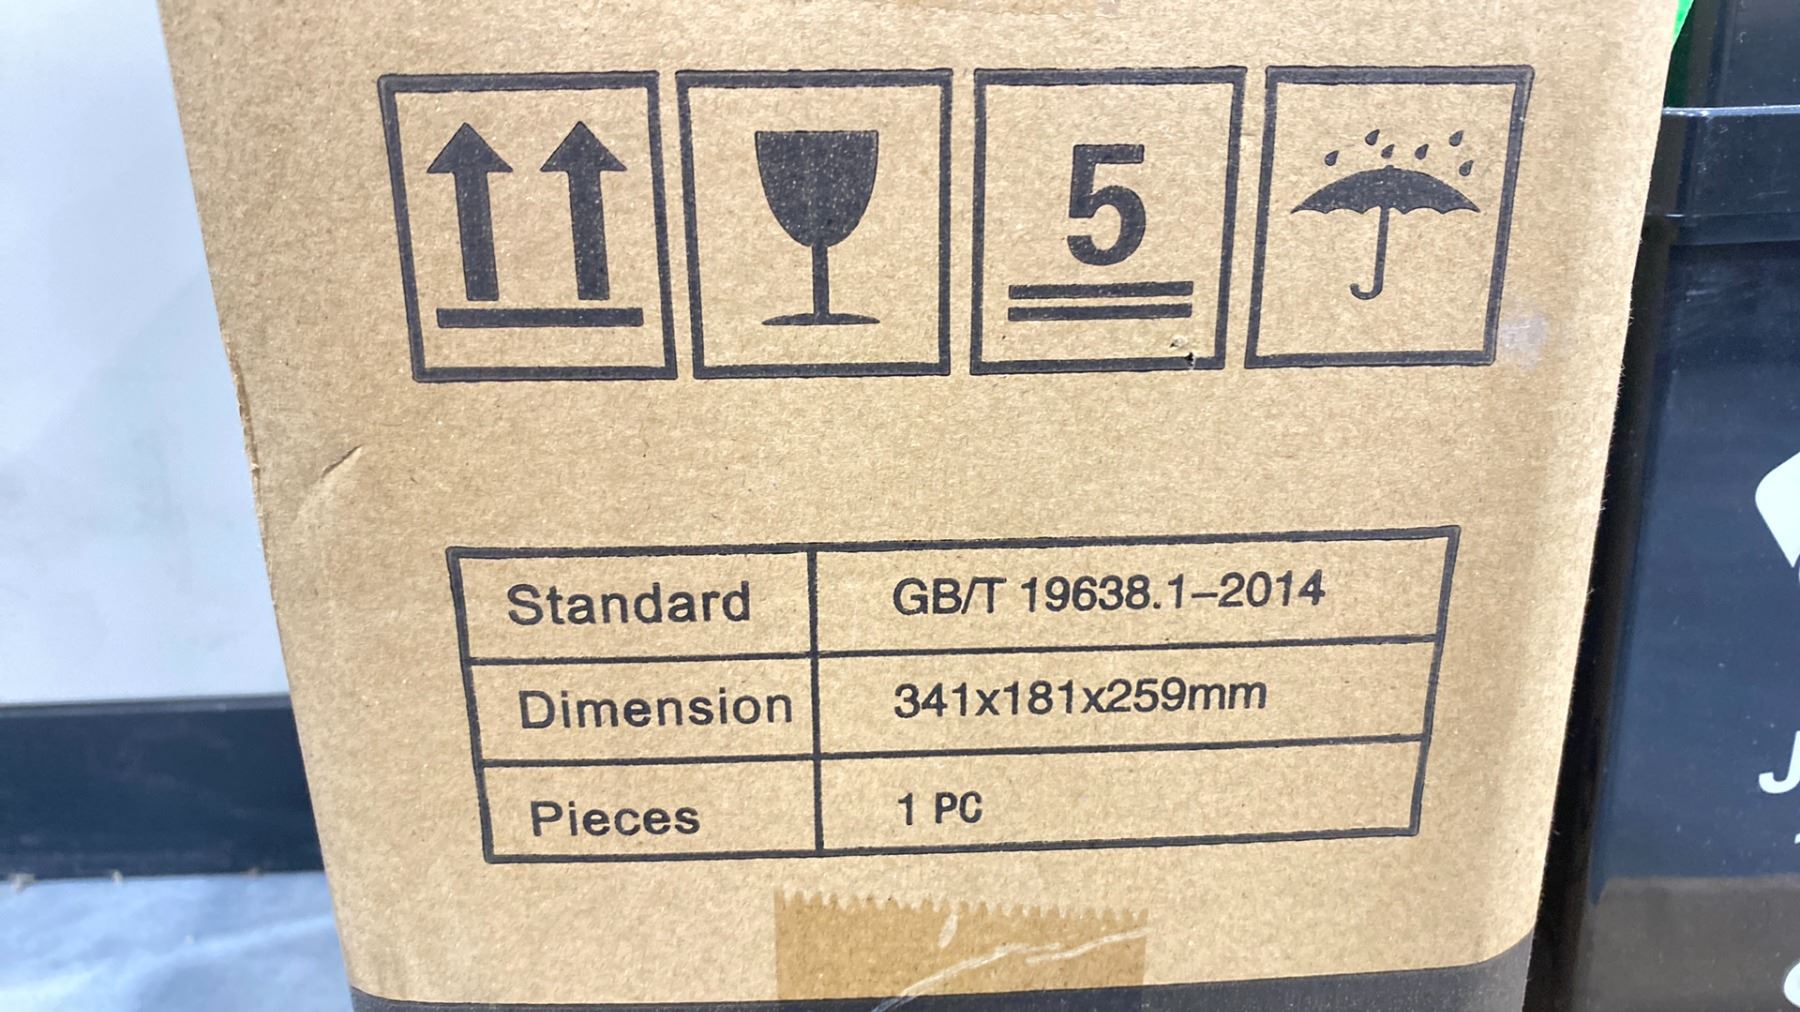 5
Standard GB/T 19638.1-2014
Dimension 341x181x259mm
Pieces 1 PC
J